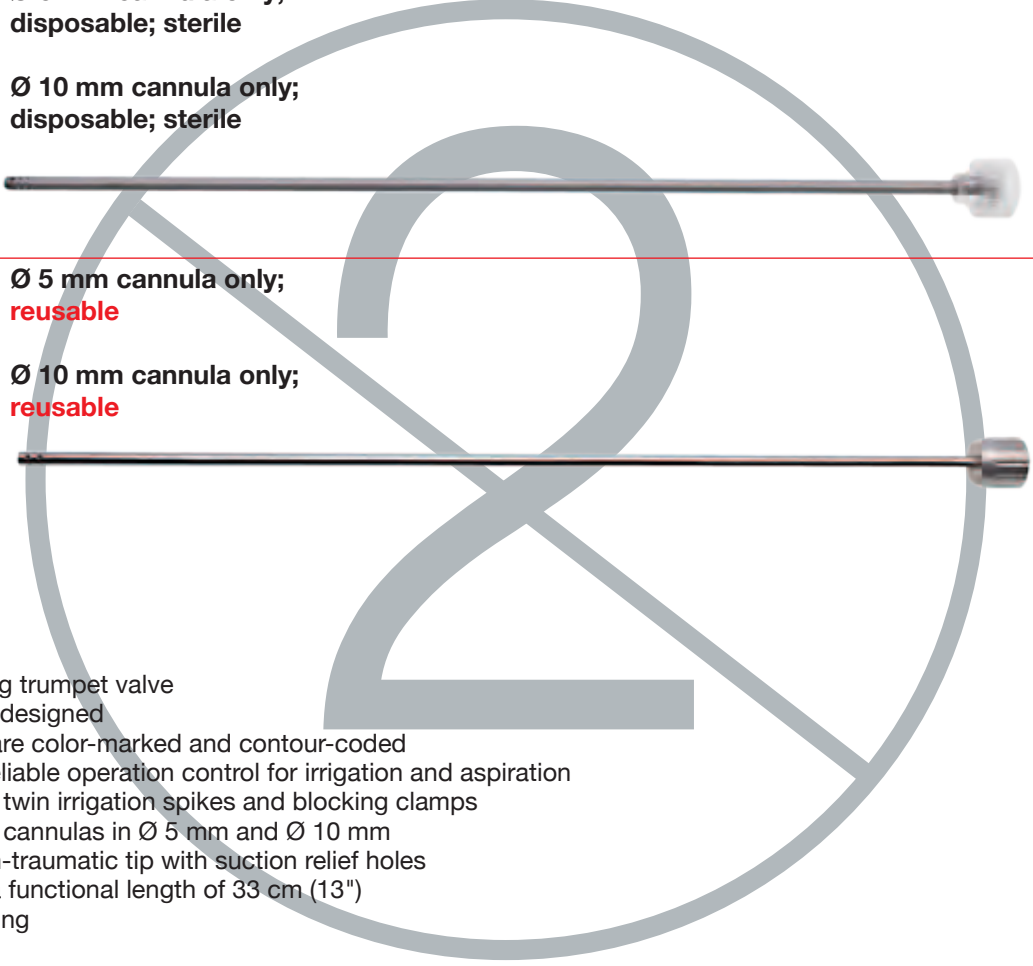 disposable; sterile
Ø 10 mm cannula only;
disposable; sterile
Ø 5 mm cannula only;
reusable
Ø 10 mm cannula only;
reusable
2
g trumpet valve
designed
are color-marked and contour-coded
eliable operation control for irrigation and aspiration
twin irrigation spikes and blocking clamps
cannulas in Ø 5 mm and Ø 10 mm
-traumatic tip with suction relief holes
functional length of 33 cm (13")
ng